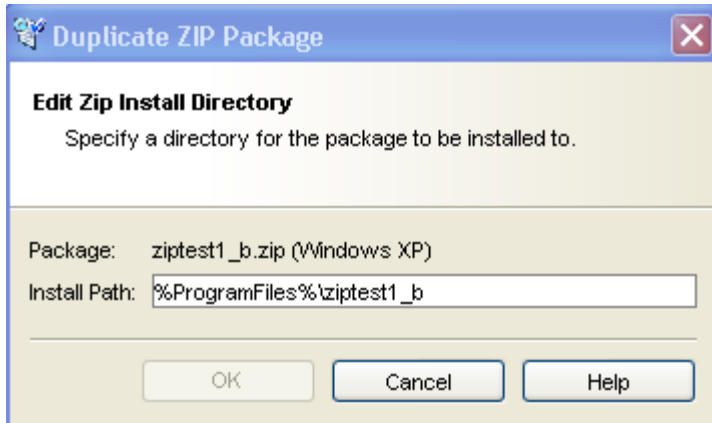 Duplicate ZIP Package
Edit Zip Install Directory
Specify a directory for the package to be installed to.
Package: ziptest1_b.zip (Windows XP)
Install Path: %ProgramFiles%\ziptest1_b
OK Cancel Help